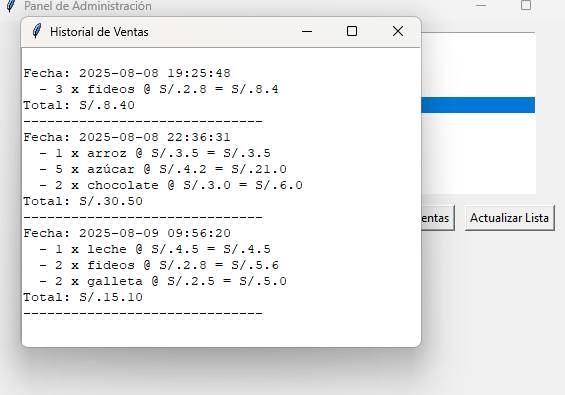 Panel de Administración
Historial de Ventas
Fecha: 2025-08-08 19:25:48
  - 3 x fideos @ S/.2.8 = S/.8.4
Total: S/.8.40
------------------------------
Fecha: 2025-08-08 22:36:31
  - 1 x arroz @ S/.3.5 = S/.3.5
  - 5 x azúcar @ S/.4.2 = S/.21.0
  - 2 x chocolate @ S/.3.0 = S/.6.0
Total: S/.30.50
------------------------------
Fecha: 2025-08-09 09:56:20
  - 1 x leche @ S/.4.5 = S/.4.5
  - 2 x fideos @ S/.2.8 = S/.5.6
  - 2 x galleta @ S/.2.5 = S/.5.0
Total: S/.15.10
------------------------------
entas
Actualizar Lista